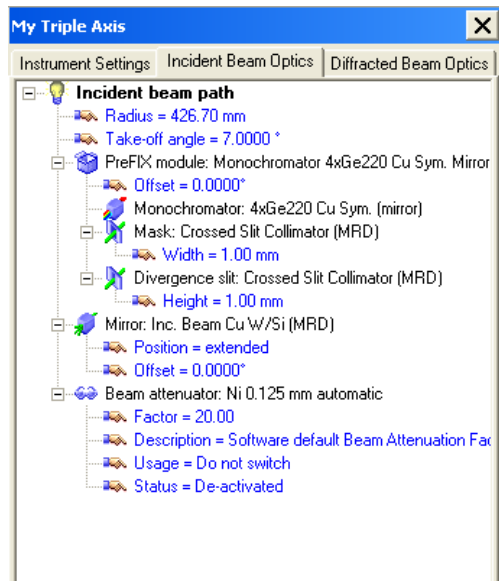 My Triple Axis
Instrument Settings Incident Beam Optics Diffracted Beam Optics
Incident beam path
Radius = 426.70 mm
Take-off angle = 7.0000 °
PreFIX module: Monochromator 4xGe220 Cu Sym. Mirror
Offset = 0.0000°
Monochromator: 4xGe220 Cu Sym. (mirror)
Mask: Crossed Slit Collimator (MRD)
Width = 1.00 mm
Divergence slit: Crossed Slit Collimator (MRD)
Height = 1.00 mm
Mirror: Inc. Beam Cu W/Si (MRD)
Position = extended
Offset = 0.0000°
Beam attenuator: Ni 0.125 mm automatic
Factor = 20.00
Description = Software default Beam Attenuation Fac
Usage = Do not switch
Status = De-activated